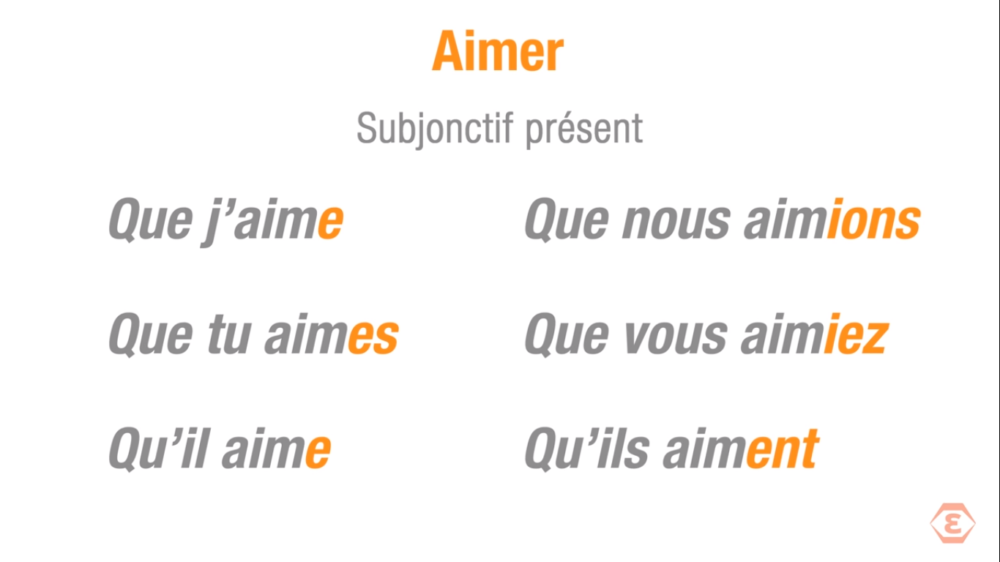 Aimer
Subjonctif présent
Que j’aime
Que tu aimes
Qu’il aime
Que nous aimions
Que vous aimiez
Qu’ils aiment